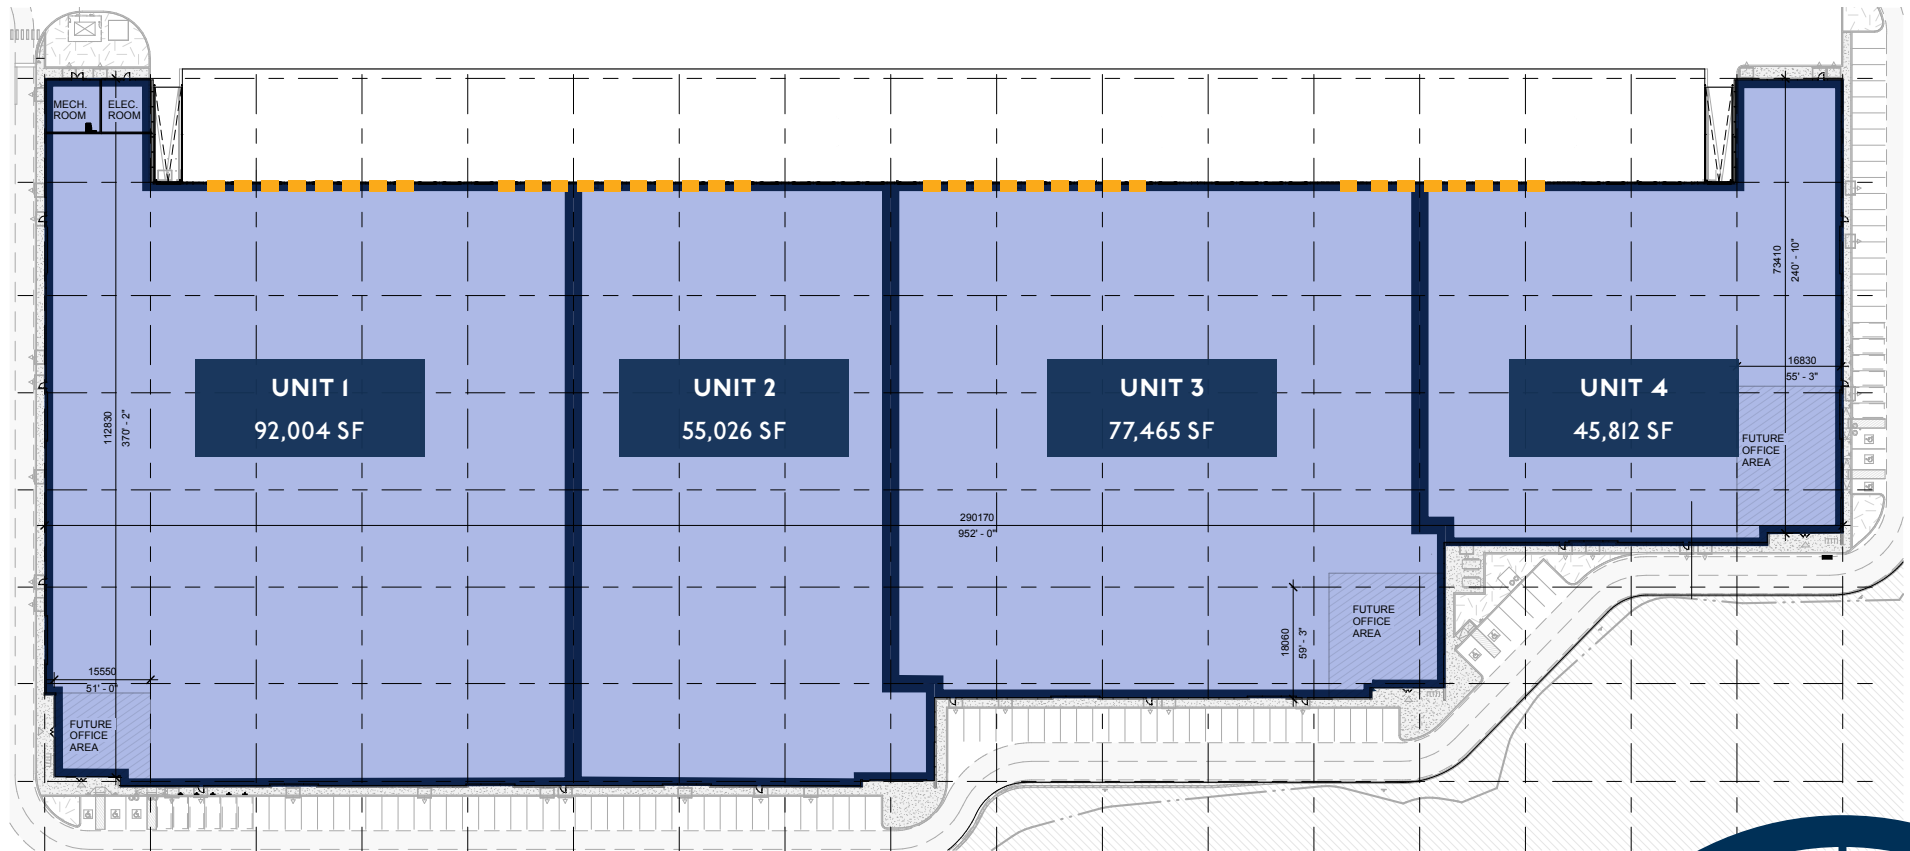 MECH.
ROOM
ELEC.
ROOM
UNIT 1
92,004 SF
UNIT 2
55,026 SF
UNIT 3
77,465 SF
UNIT 4
45,812 SF
73410
240' - 10"
16830
55' - 3"
FUTURE
OFFICE
AREA
112830
370' - 2"
290170
952' - 0"
18060
59' - 3"
FUTURE
OFFICE
AREA
15550
51' - 0"
FUTURE
OFFICE
AREA